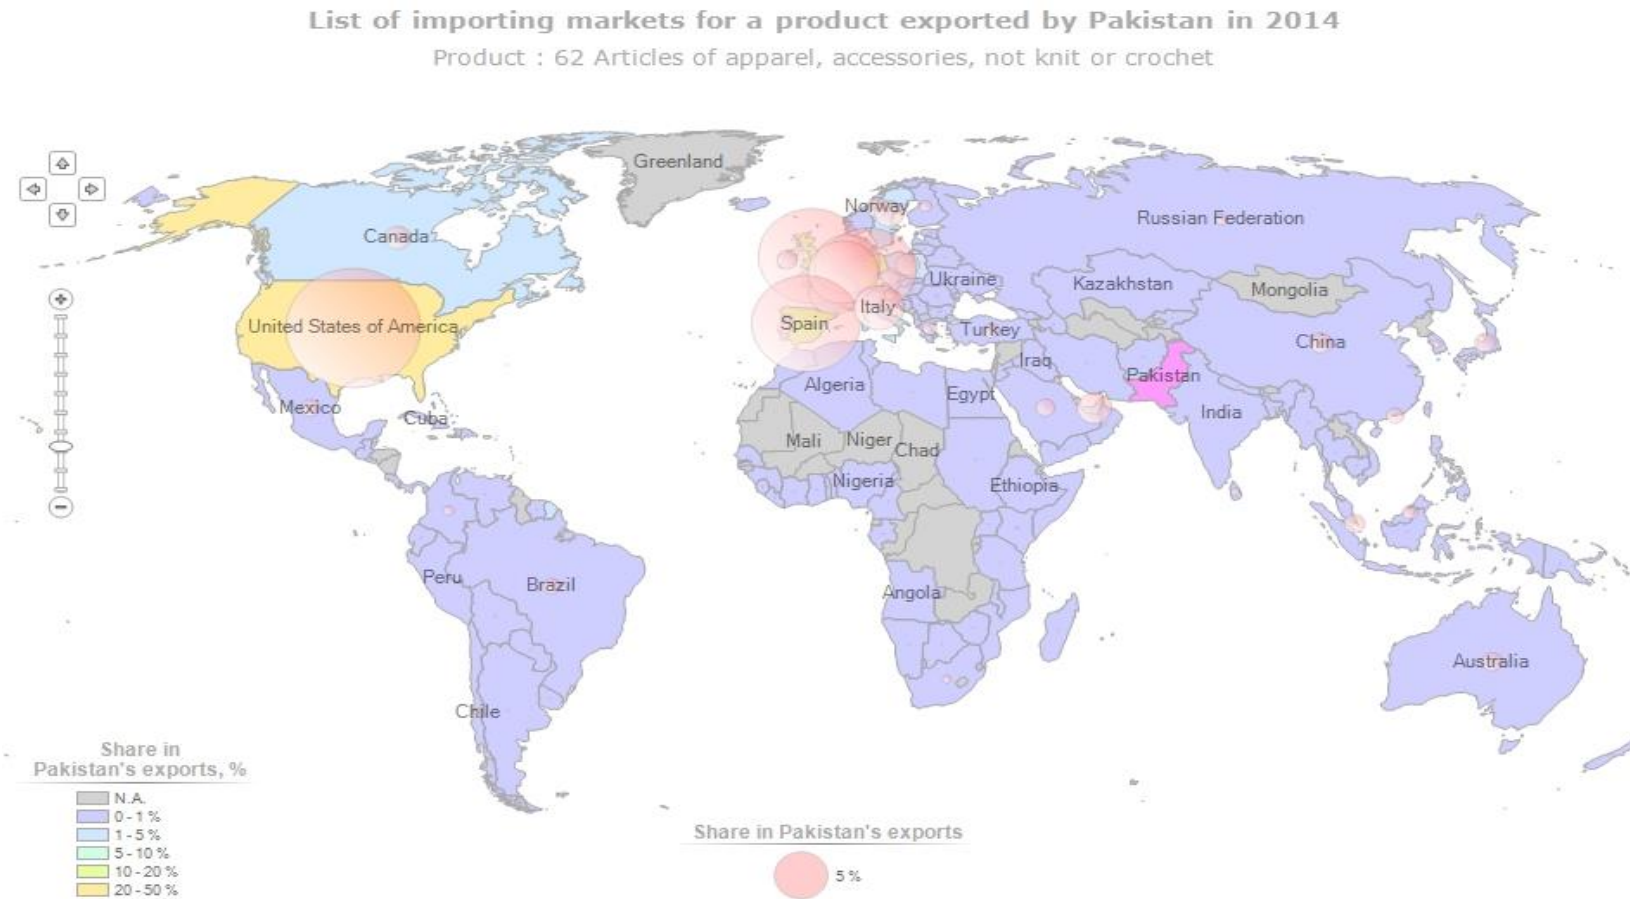 List of importing markets for a product exported by Pakistan in 2014
Product : 62 Articles of apparel, accessories, not knit or crochet
Greenland
Norway
Russian Federation
Canada
Ukraine
Kazakhstan
Mongolia
Italy
United States of America
Spain
Turkey
China
Iraq
Pakistan
Algeria
Egypt
Mexico
Cuba
India
Mali
Niger
Chad
Nigeria
Ethiopia
Peru
Brazil
Angola
Australia
Chile
Share in
Pakistan's exports, %
N.A.
0 - 1 %
1 - 5 %
5 - 10 %
10 - 20 %
20 - 50 %
Share in Pakistan's exports
5 %